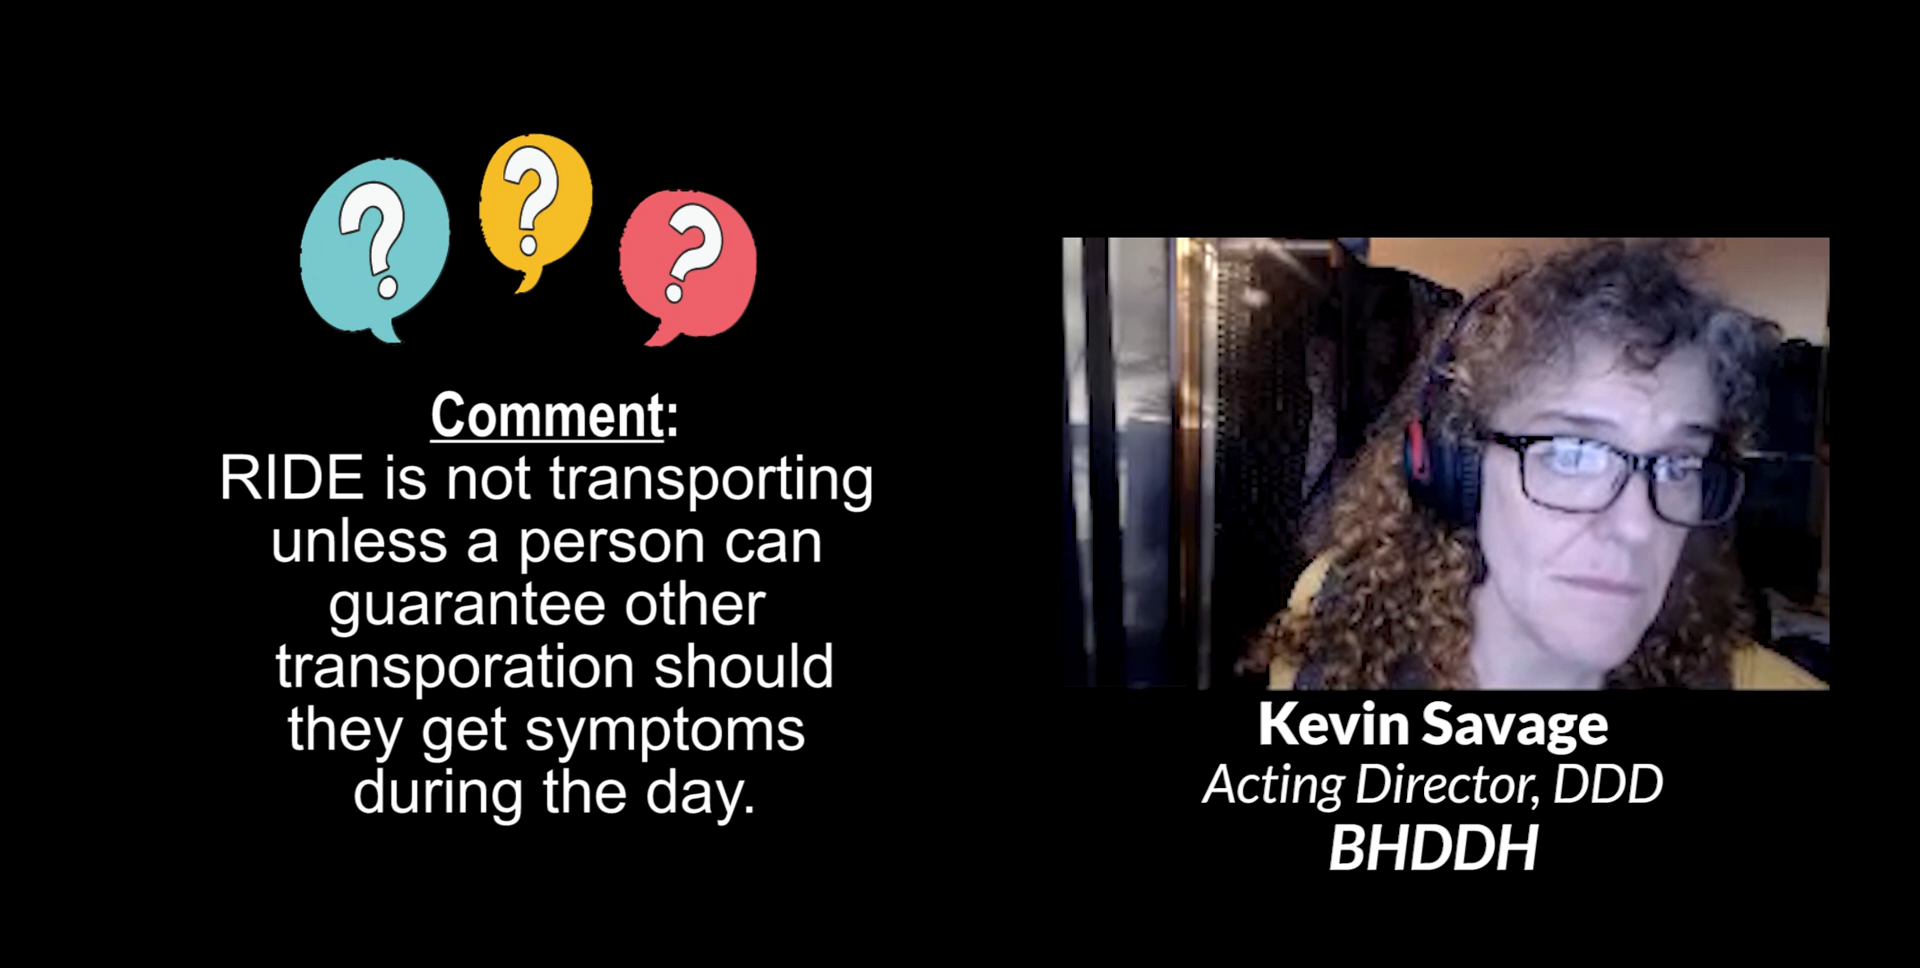 ? ? ?
Comment:
RIDE is not transporting
unless a person can
guarantee other
transporation should
they get symptoms
during the day.
Kevin Savage
Acting Director, DDD
BHDDH